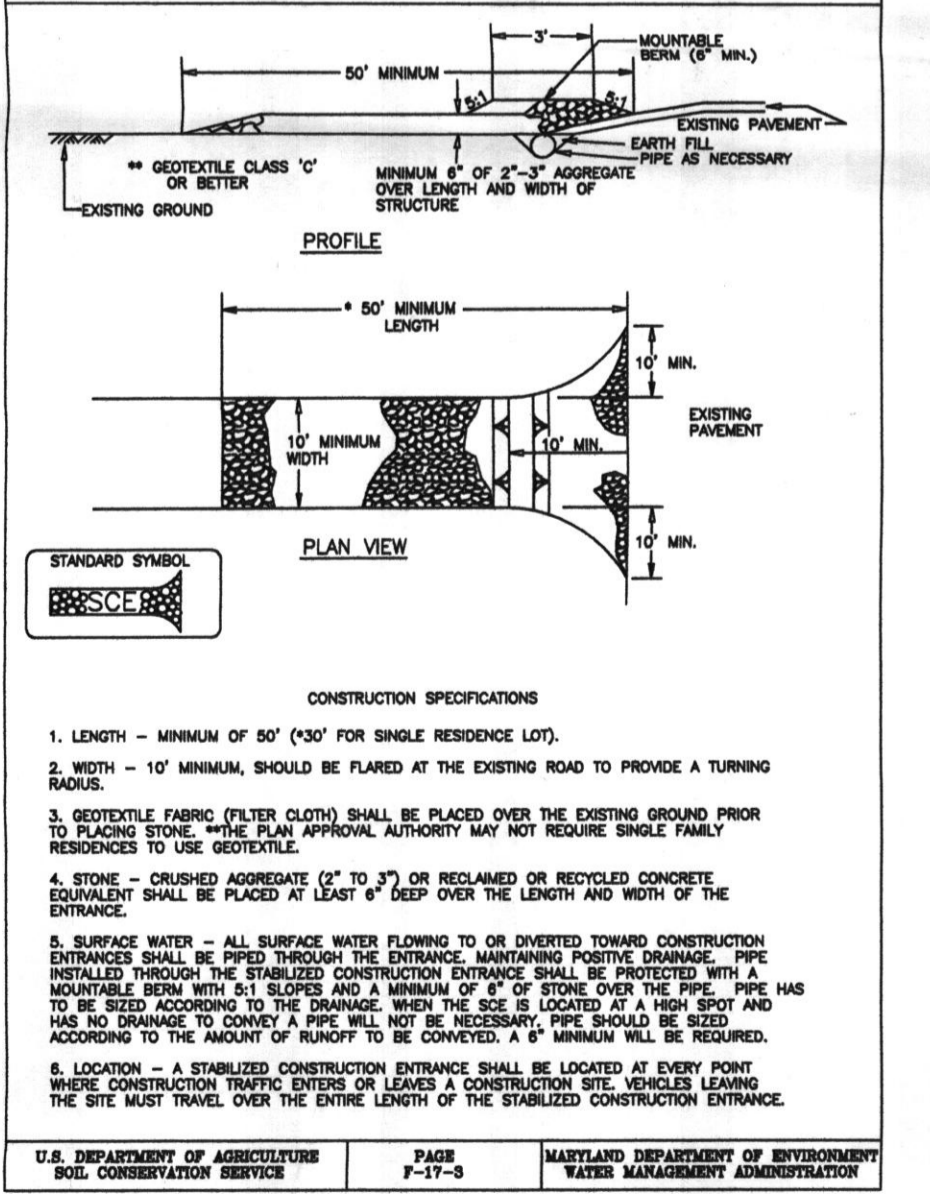 3'
MOUNTABLE
BERM (6" MIN.)
50' MINIMUM
5:1
5:1
EXISTING PAVEMENT
EARTH FILL
PIPE AS NECESSARY
** GEOTEXTILE CLASS 'C'
OR BETTER
MINIMUM 6" OF 2"-3" AGGREGATE
OVER LENGTH AND WIDTH OF
STRUCTURE
EXISTING GROUND
PROFILE
* 50' MINIMUM
LENGTH
10' MIN.
EXISTING
PAVEMENT
10' MINIMUM
WIDTH
10' MIN.
10' MIN.
PLAN VIEW
STANDARD SYMBOL
SCE
CONSTRUCTION SPECIFICATIONS
1. LENGTH – MINIMUM OF 50' (*30' FOR SINGLE RESIDENCE LOT).
2. WIDTH – 10' MINIMUM, SHOULD BE FLARED AT THE EXISTING ROAD TO PROVIDE A TURNING
RADIUS.
3. GEOTEXTILE FABRIC (FILTER CLOTH) SHALL BE PLACED OVER THE EXISTING GROUND PRIOR
TO PLACING STONE. **THE PLAN APPROVAL AUTHORITY MAY NOT REQUIRE SINGLE FAMILY
RESIDENCES TO USE GEOTEXTILE.
4. STONE – CRUSHED AGGREGATE (2" TO 3") OR RECLAIMED OR RECYCLED CONCRETE
EQUIVALENT SHALL BE PLACED AT LEAST 6" DEEP OVER THE LENGTH AND WIDTH OF THE
ENTRANCE.
5. SURFACE WATER – ALL SURFACE WATER FLOWING TO OR DIVERTED TOWARD CONSTRUCTION
ENTRANCES SHALL BE PIPED THROUGH THE ENTRANCE. MAINTAINING POSITIVE DRAINAGE. PIPE
INSTALLED THROUGH THE STABILIZED CONSTRUCTION ENTRANCE SHALL BE PROTECTED WITH A
MOUNTABLE BERM WITH 5:1 SLOPES AND A MINIMUM OF 6" OF STONE OVER THE PIPE. PIPE HAS
TO BE SIZED ACCORDING TO THE DRAINAGE. WHEN THE SCE IS LOCATED AT A HIGH SPOT AND
HAS NO DRAINAGE TO CONVEY A PIPE WILL NOT BE NECESSARY. PIPE SHOULD BE SIZED
ACCORDING TO THE AMOUNT OF RUNOFF TO BE CONVEYED. A 6" MINIMUM WILL BE REQUIRED.
6. LOCATION – A STABILIZED CONSTRUCTION ENTRANCE SHALL BE LOCATED AT EVERY POINT
WHERE CONSTRUCTION TRAFFIC ENTERS OR LEAVES A CONSTRUCTION SITE. VEHICLES LEAVING
THE SITE MUST TRAVEL OVER THE ENTIRE LENGTH OF THE STABILIZED CONSTRUCTION ENTRANCE.
U.S. DEPARTMENT OF AGRICULTURE
SOIL CONSERVATION SERVICE
PAGE
F-17-3
MARYLAND DEPARTMENT OF ENVIRONMENT
WATER MANAGEMENT ADMINISTRATION